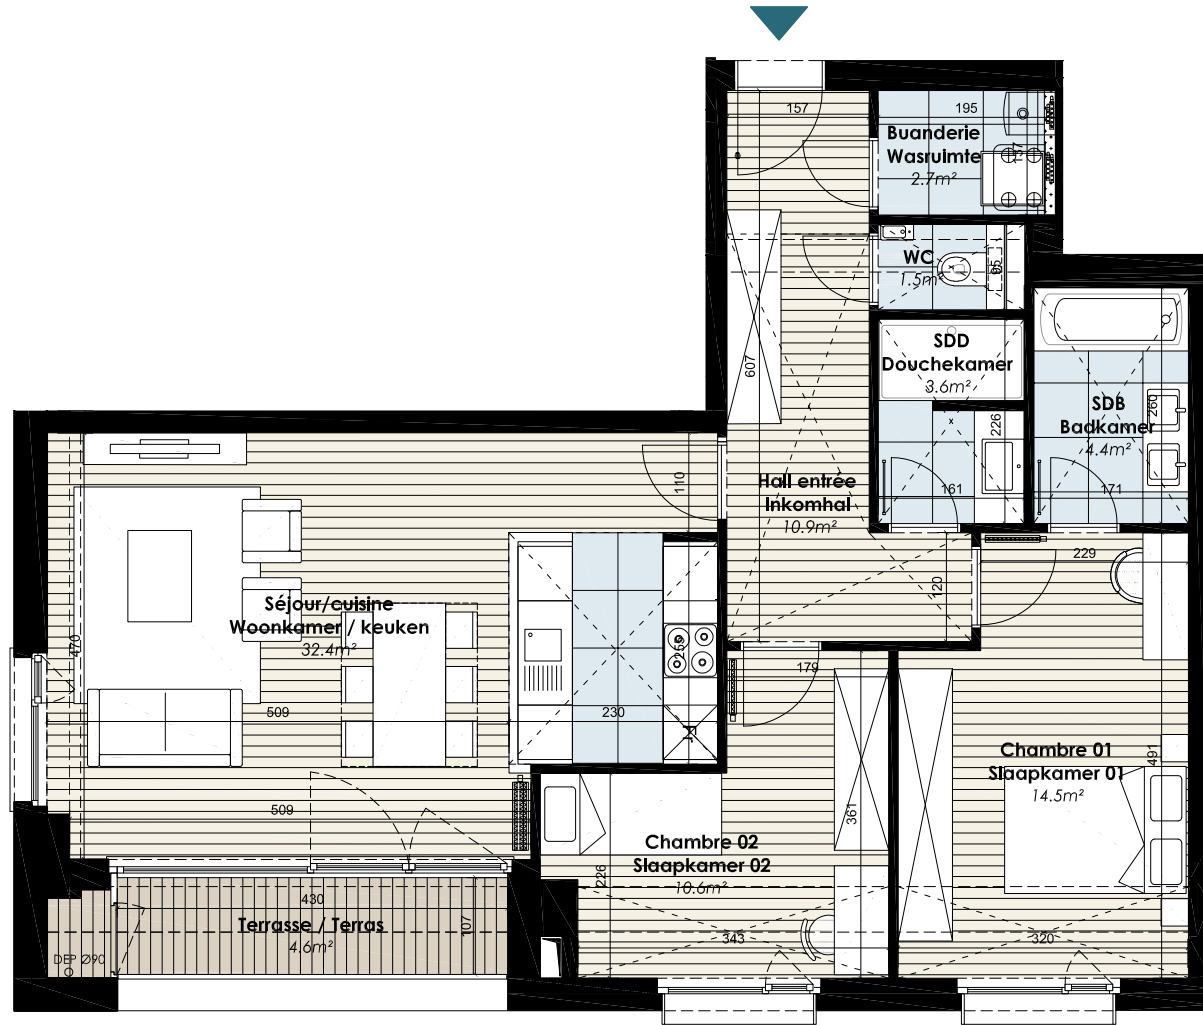 157
195
Buanderie
Wasruimte
137
2.7m²
WC
1.5m²
95
SDD
Douchekamer
3.6m²
607
226
SDB
Badkamer
4.4m²
260
110
Hall entrée
Inkomhal
10.9m²
161
171
229
120
Séjour/cuisine
Woonkamer / keuken
32.4m²
470
255
179
509
230
Chambre 01
Slaapkamer 01
14.5m²
491
509
361
Chambre 02
Slaapkamer 02
10.6m²
226
430
107
Terrasse / Terras
4.6m²
343
320
DEP Ø90